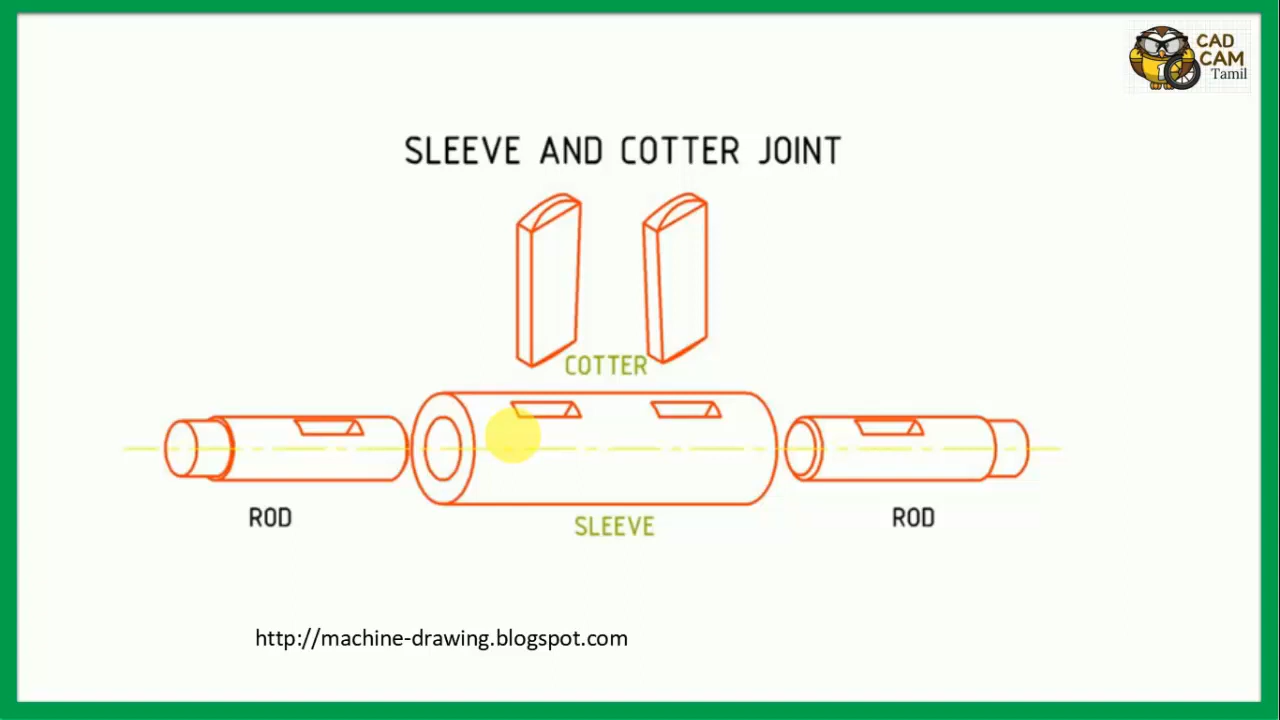 CAD
CAM
Tamil
SLEEVE AND COTTER JOINT
COTTER
ROD
SLEEVE
ROD
http://machine-drawing.blogspot.com